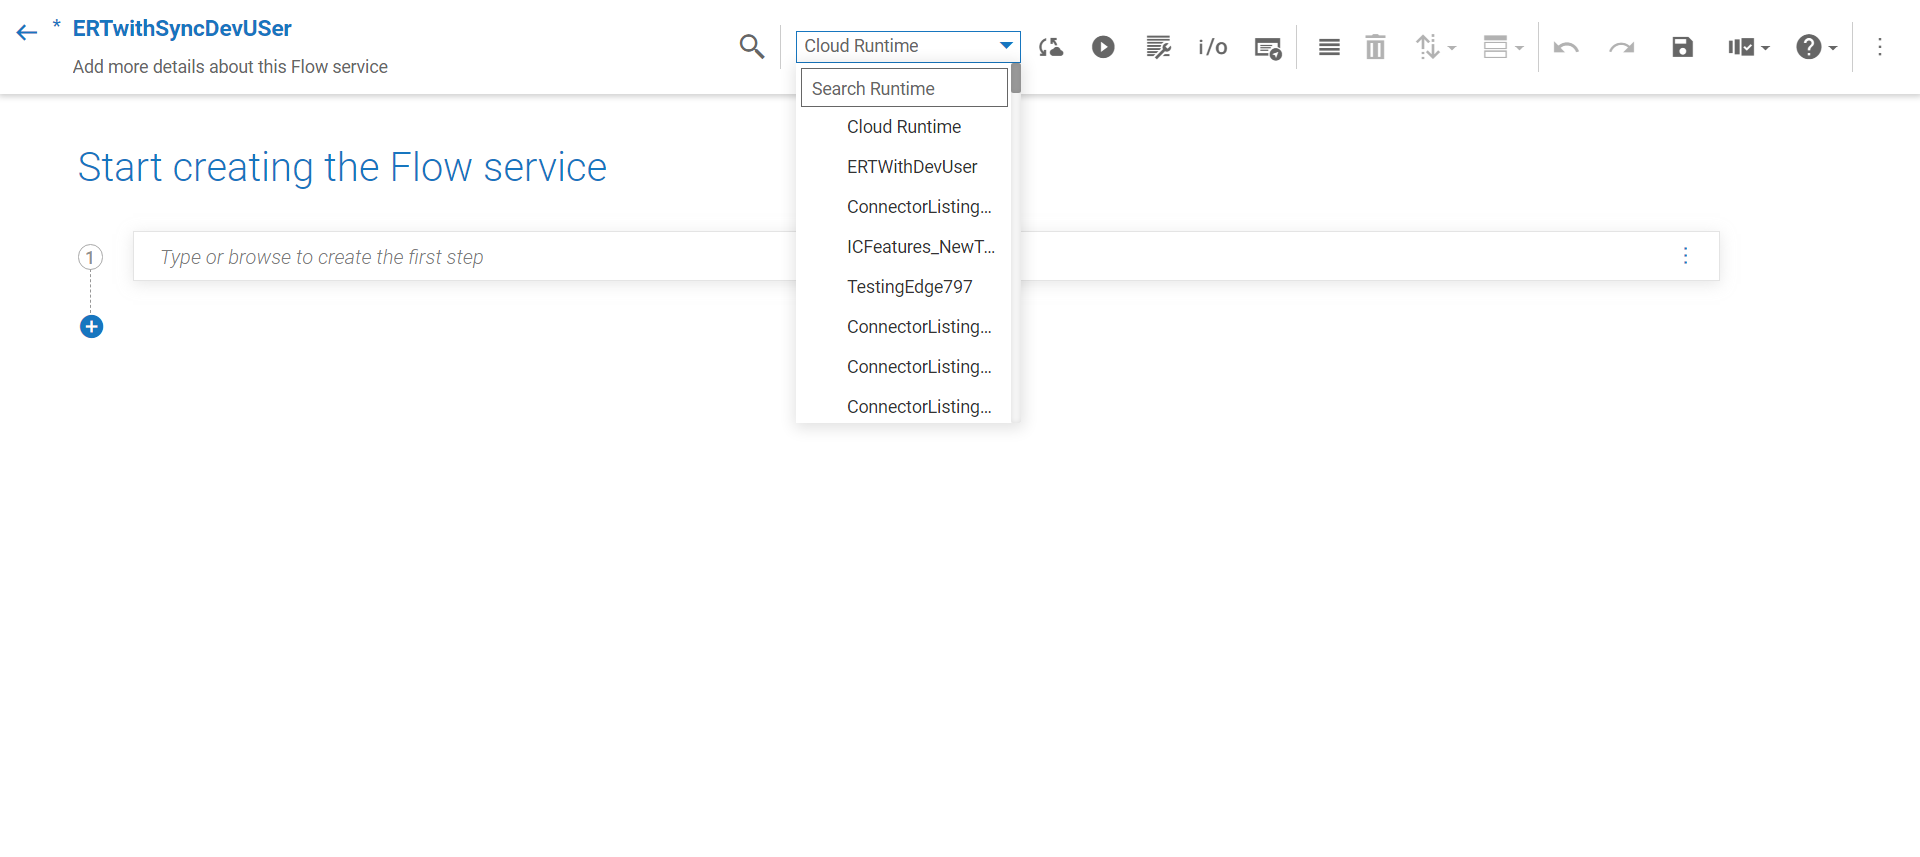 * ERTwithSyncDevUSer
Add more details about this Flow service
Cloud Runtime
i/o
Search Runtime
Cloud Runtime
ERTWithDevUser
ConnectorListing...
ICFeatures_NewT...
TestingEdge797
ConnectorListing...
ConnectorListing...
ConnectorListing...
Start creating the Flow service
1
Type or browse to create the first step